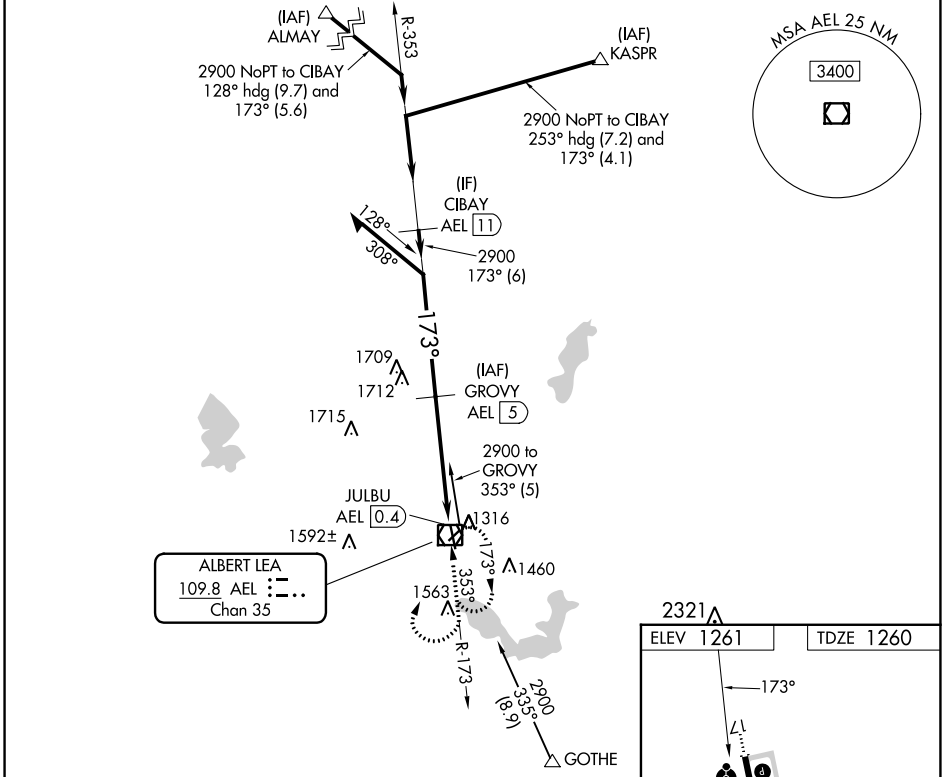 (IAF)
ALMAY
R-353
(IAF)
KASPR
MSA AEL 25 NM
3400
2900 NoPT to CIBAY
128° hdg (9.7) and
173° (5.6)
2900 NoPT to CIBAY
253° hdg (7.2) and
173° (4.1)
(IF)
CIBAY
AEL 11
128°
308°
2900
173° (6)
173°
1709
1712
1715
(IAF)
GROVY
AEL 5
2900 to
GROVY
353° (5)
JULBU
AEL 0.4
1316
1592±
173°
1460
353°
1563
ALBERT LEA
109.8 AEL
Chan 35
R-173
2900
335°
(8.9)
GOTHE
2321
ELEV 1261
TDZE 1260
173°
17
P